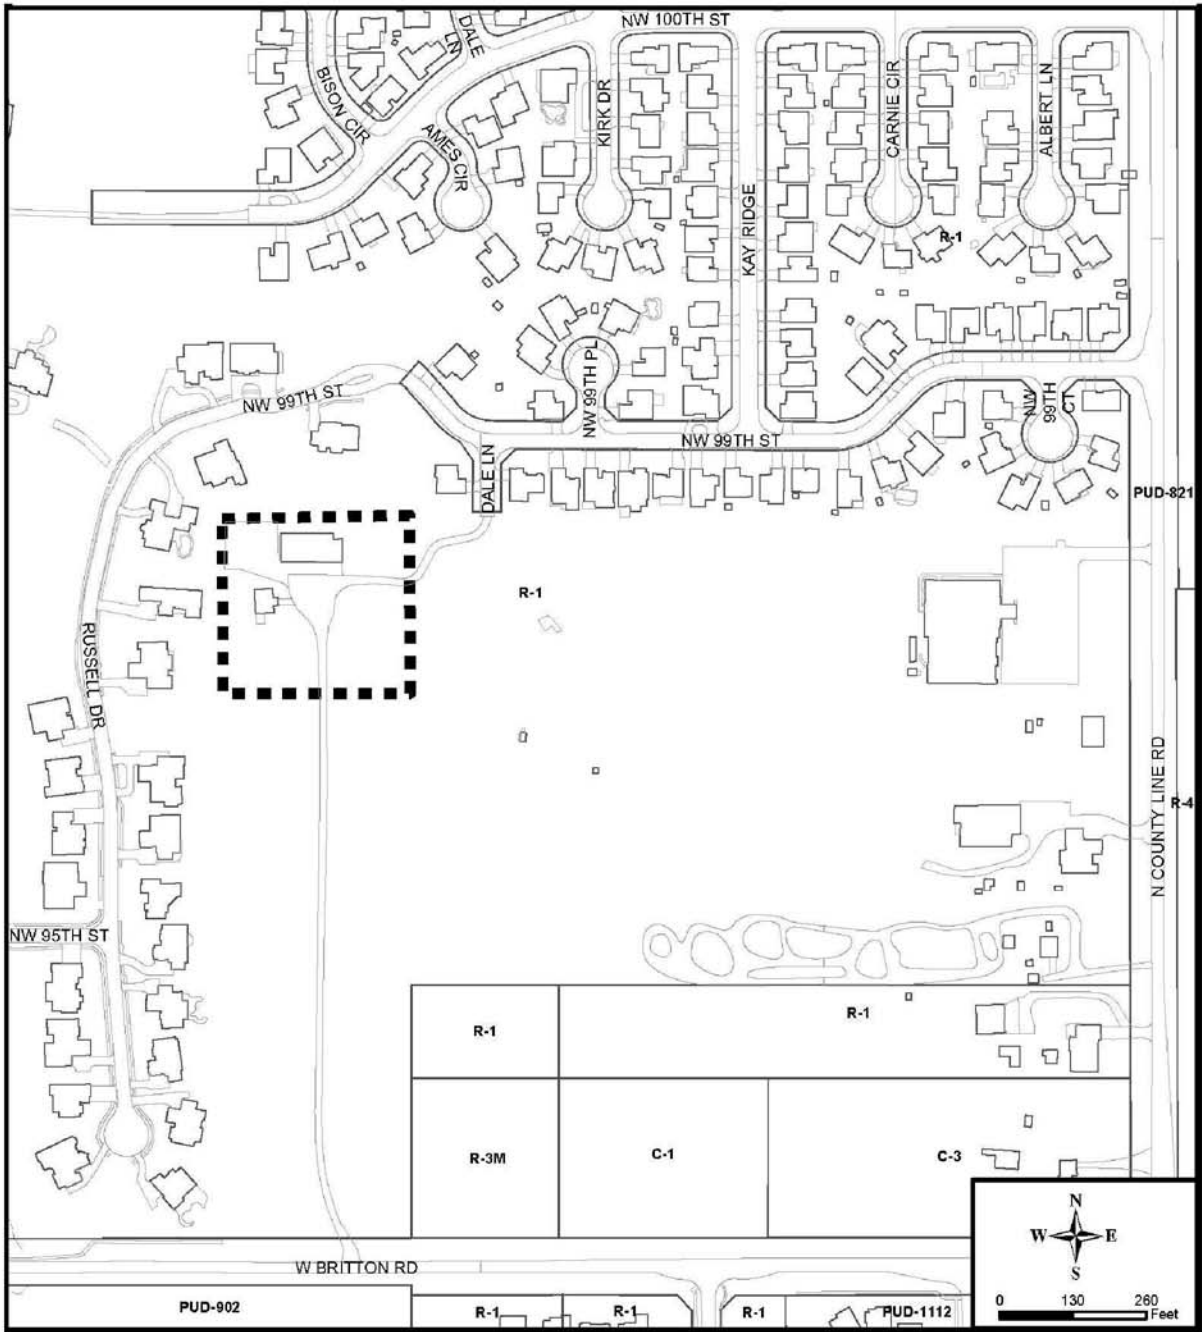 NW 100TH ST
DALE
LN
BISON CIR
AMES CIR
KIRK DR
KAY RIDGE
CARNIE CIR
ALBERT LN
R-1
NW 99TH PL
NW 99TH ST
NW 99TH ST
NW
99TH
CT
DALE LN
PUD-821
R-1
RUSSELL DR
N COUNTY LINE RD
R-4
NW 95TH ST
R-1
R-1
R-3M
C-1
C-3
N
W E
S
0 130 260
Feet
W BRITTON RD
PUD-902
R-1
R-1
R-1
PUD-1112